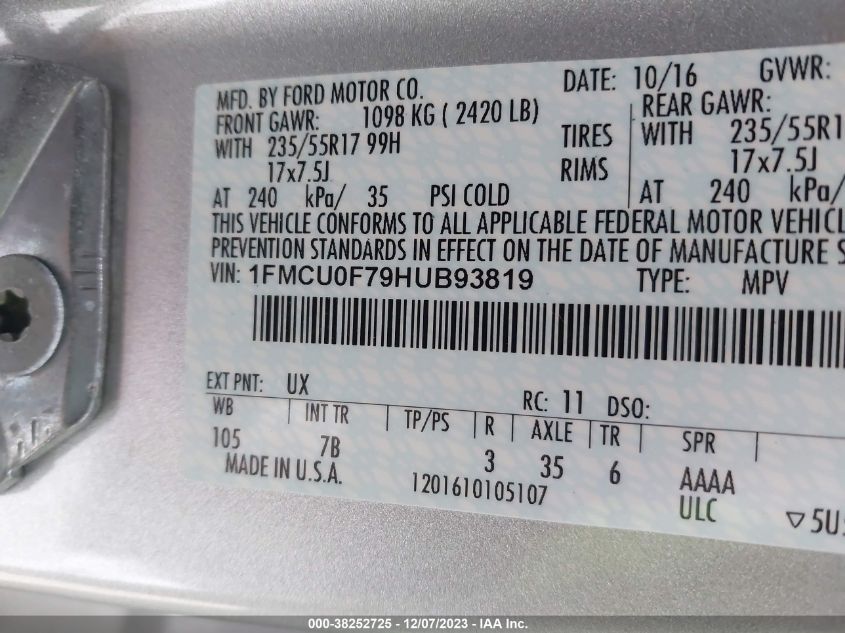 MFD. BY FORD MOTOR CO. DATE: 10/16 GVWR:
FRONT GAWR: 1098 KG ( 2420 LB) REAR GAWR:
WITH 235/55R17 99H TIRES WITH 235/55R1
17x7.5J RIMS 17x7.5J
AT 240 kPa/ 35 PSI COLD AT 240 kPa/
THIS VEHICLE CONFORMS TO ALL APPLICABLE FEDERAL MOTOR VEHICL
PREVENTION STANDARDS IN EFFECT ON THE DATE OF MANUFACTURE S
VIN: 1FMCU0F79HUB93819 TYPE: MPV
EXT PNT: UX RC: 11 DSO:
WB INT TR TP/PS R AXLE TR SPR
105 7B 3 35 6 AAAA
MADE IN U.S.A. 1201610105107 ULC ▽5U
000-38252725 - 12/07/2023 - IAA Inc.